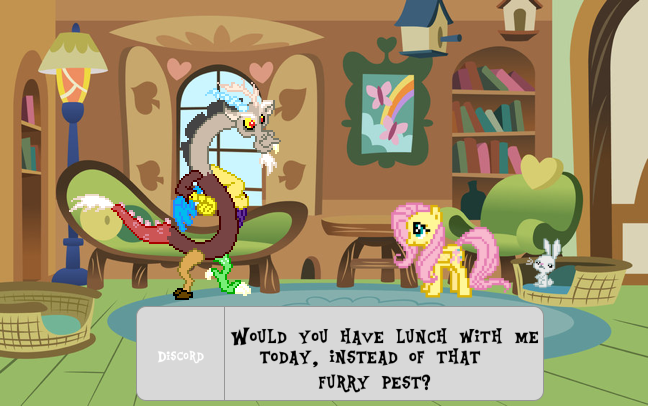 Discord
Would you have lunch with me
today, instead of that
furry pest?